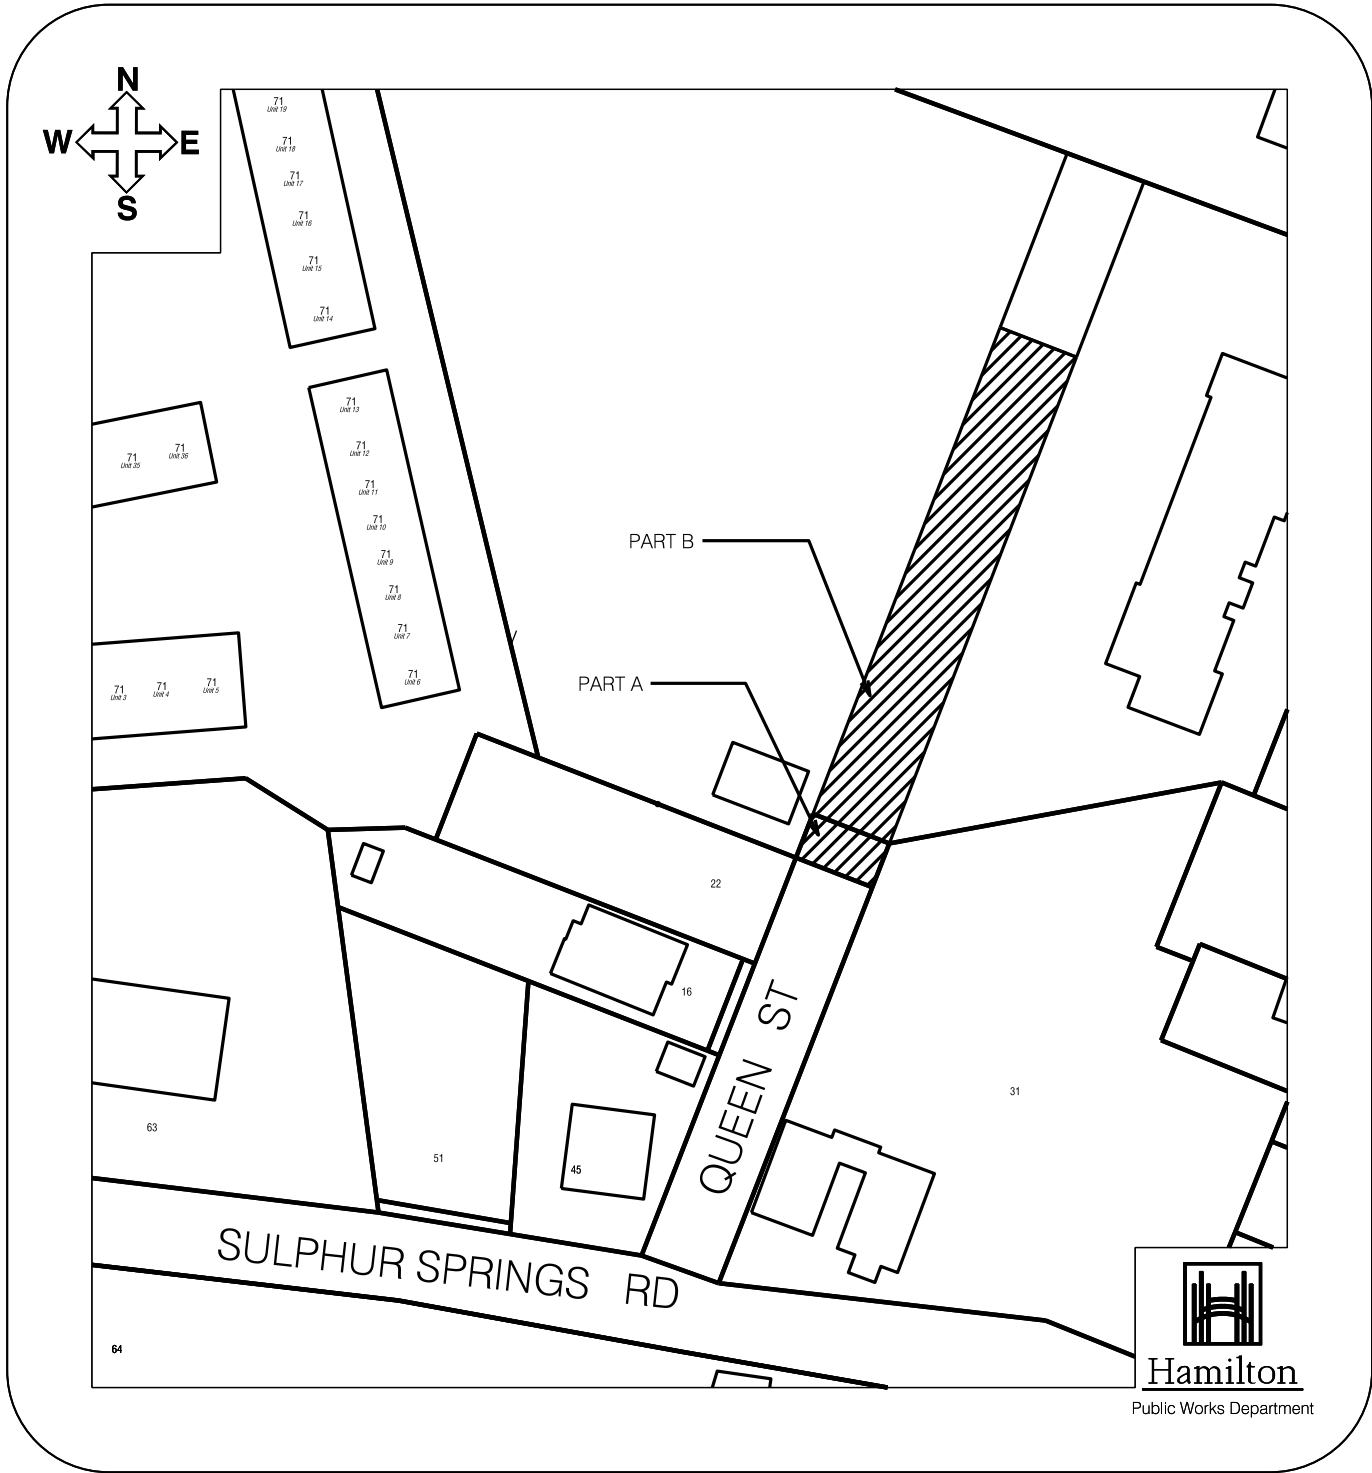 N
W E
S
71
Unit 19
71
Unit 18
71
Unit 17
71
Unit 16
71
Unit 15
71
Unit 14
71
Unit 13
71
Unit 12
71
Unit 11
71
Unit 10
71
Unit 9
71
Unit 8
71
Unit 7
71
Unit 6
71
Unit 35
71
Unit 36
71
Unit 3
71
Unit 4
71
Unit 5
PART B
PART A
22
16
QUEEN ST
31
63
51
45
SULPHUR SPRINGS RD
64
Hamilton
Public Works Department